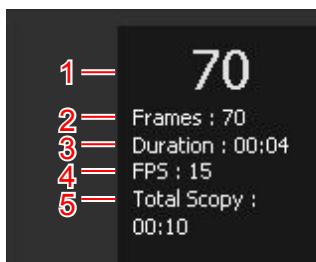 1 70
2 Frames : 70
3 Duration : 00:04
4 FPS : 15
5 Total Scopy :
00:10